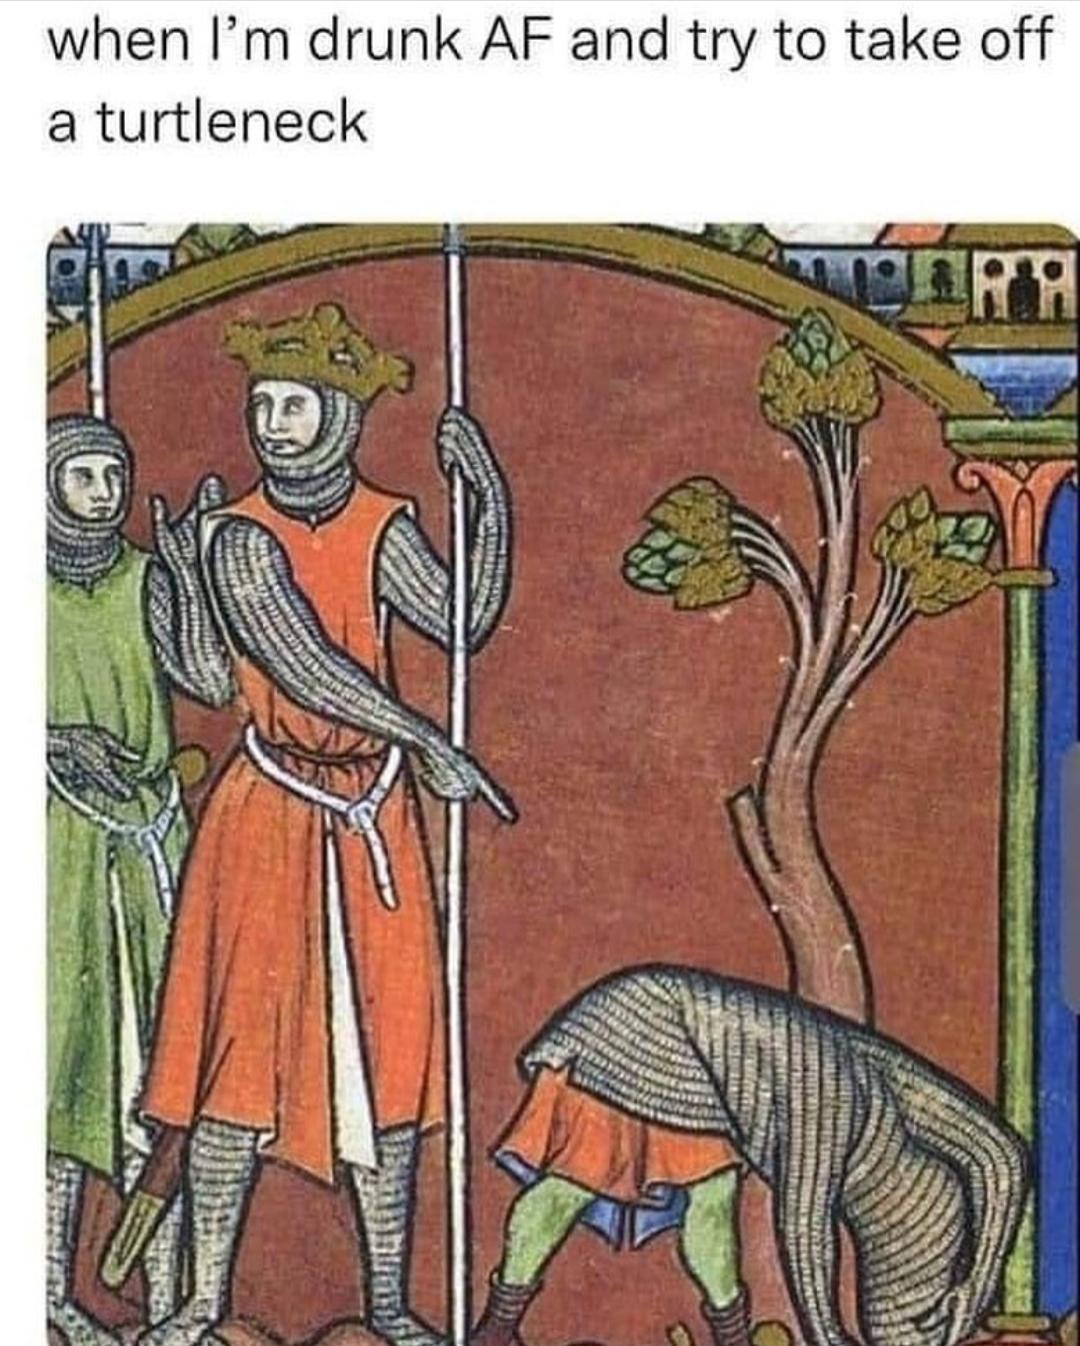 when I’m drunk AF and try to take off
a turtleneck